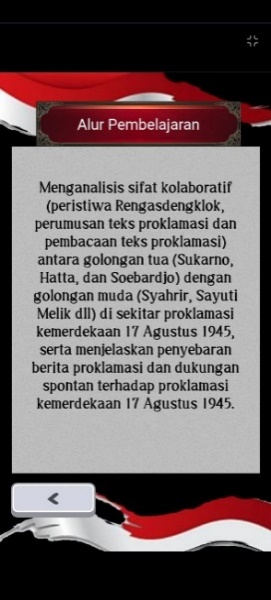 Alur Pembelajaran
Menganalisis sifat kolaboratif
(peristiwa Rengasdengklok,
perumusan teks proklamasi dan
pembacaan teks proklamasi)
antara golongan tua (Sukarno,
Hatta, dan Soebardjo) dengan
golongan muda (Syahrir, Sayuti
Melik dll) di sekitar proklamasi
kemerdekaan 17 Agustus 1945,
serta menjelaskan penyebaran
berita proklamasi dan dukungan
spontan terhadap proklamasi
kemerdekaan 17 Agustus 1945.